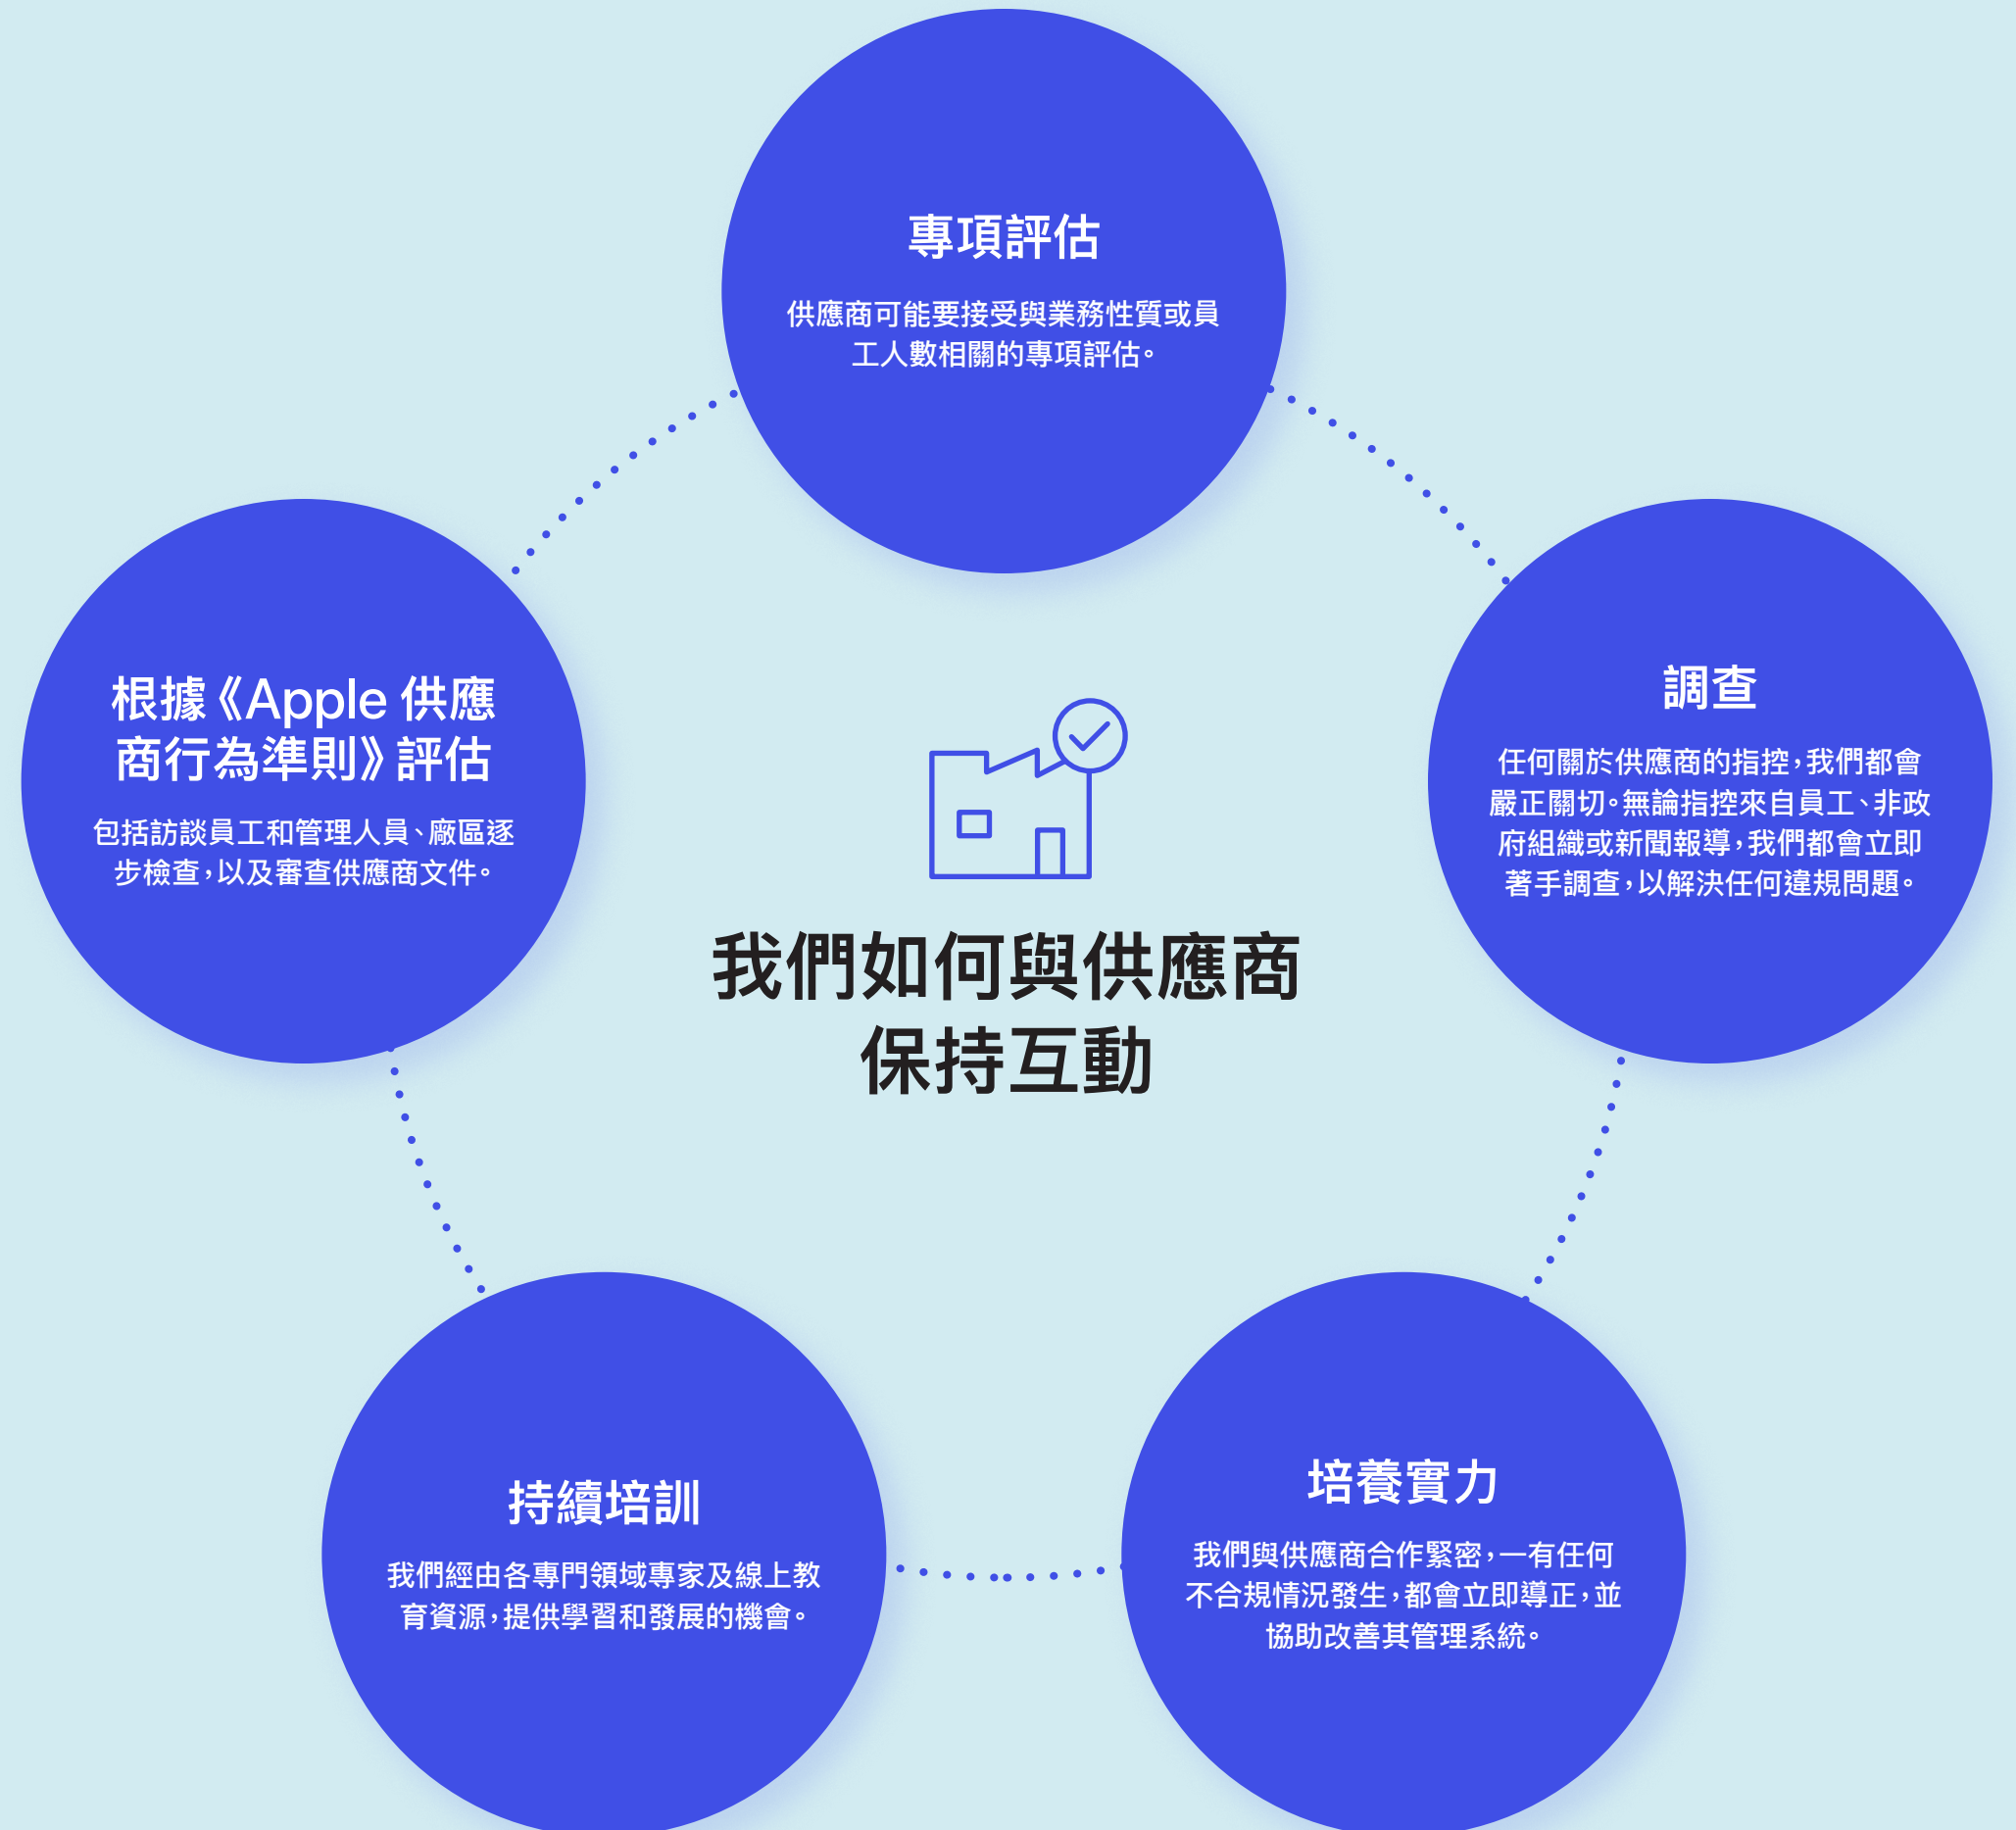 專項評估
供應商可能要接受與業務性質或員
工人數相關的專項評估。
根據《Apple 供應
商行為準則》評估
包括訪談員工和管理人員、廠區逐
步檢查，以及審查供應商文件。
調查
任何關於供應商的指控，我們都會
嚴正關切。無論指控來自員工、非政
府組織或新聞報導，我們都會立即
著手調查，以解決任何違規問題。
我們如何與供應商
保持互動
持續培訓
我們經由各專門領域專家及線上教
育資源，提供學習和發展的機會。
培養實力
我們與供應商合作緊密，一有任何
不合規情況發生，都會立即導正，並
協助改善其管理系統。